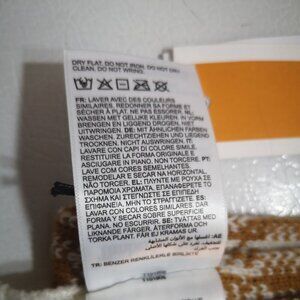 DRY FLAT. DO NOT IRON. DO NOT DRY
CLEAN. DO NOT WRING.
FR: LAVER AVEC DES COULEURS
SIMILAIRES, REDONNER SA FORME ET
SÉCHER À PLAT, NE PAS ESSORER. NL:
WASSEN MET GELIJKE KLEUREN. IN VORM
BRENGEN EN LIGGEND DROGEN. NIET
UITWRINGEN. DE: MIT ÄHNLICHEN FARBEN
WASCHEN, ZURECHTZIEHEN UND LIEGEND
TROCKNEN. NICHT AUSWRINGEN. IT:
LAVARE CON CAPI DI COLORE SIMILE.
RESTITUIRE LA FORMA ORIGINALE E
ASCIUGARE IN PIANO. NON TORCERE. PT:
LAVE COM CORES SEMELHANTES.
REMODELAR E SECAR NA HORIZONTAL.
NÃO TORCER. EL: ΠΛΥΝΕΤΕ ΜΕ ΡΟΥΧΑ ΣΕ
ΠΑΡΟΜΟΙΑ ΧΡΩΜΑΤΑ. ΕΠΑΝΑΦΕΡΕΤΕ ΤΟ
ΣΧΗΜΑ ΚΑΙ ΣΤΕΓΝΩΣΤΕ ΣΕ ΕΠΙΠΕΔΗ
ΕΠΙΦΑΝΕΙΑ. ΜΗΝ ΤΟ ΣΤΡΑΓΓΙΖΕΤΕ. ES:
LAVAR CON COLORES SIMILARES. DAR
FORMA Y SECAR SOBRE SUPERFICIE
PLANA. NO ESCURRIR. SV: TVÄTTAS MED
LIKNANDE FÄRGER. ÅTERFORMA OCH
TORKA PLANT. FÅR EJ KRAMAS UR.
TR: BENZER RENKLERLE